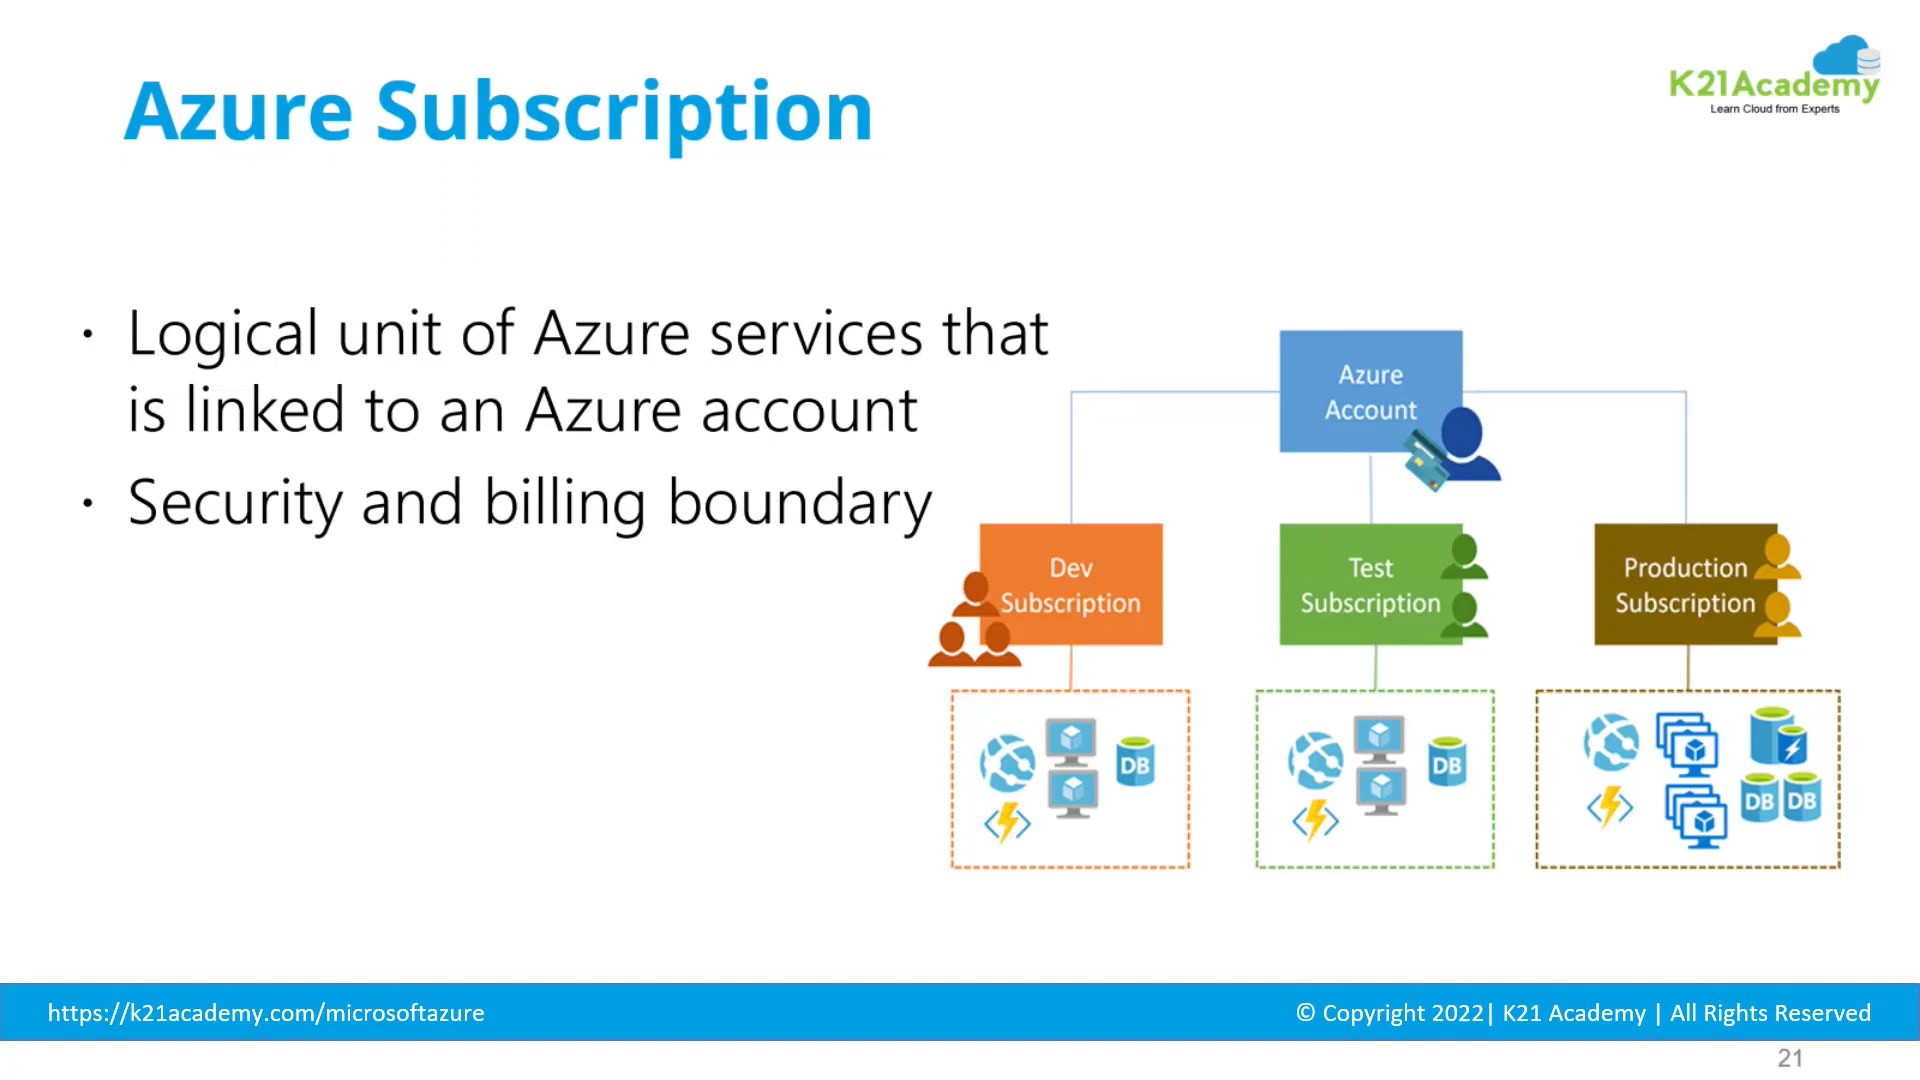 Azure Subscription
K21Academy
Learn Cloud from Experts
· Logical unit of Azure services that
is linked to an Azure account
· Security and billing boundary
Azure
Account
Dev
Subscription
Test
Subscription
Production
Subscription
DB
DB
DB DB
https://k21academy.com/microsoftazure
© Copyright 2022| K21 Academy | All Rights Reserved
21